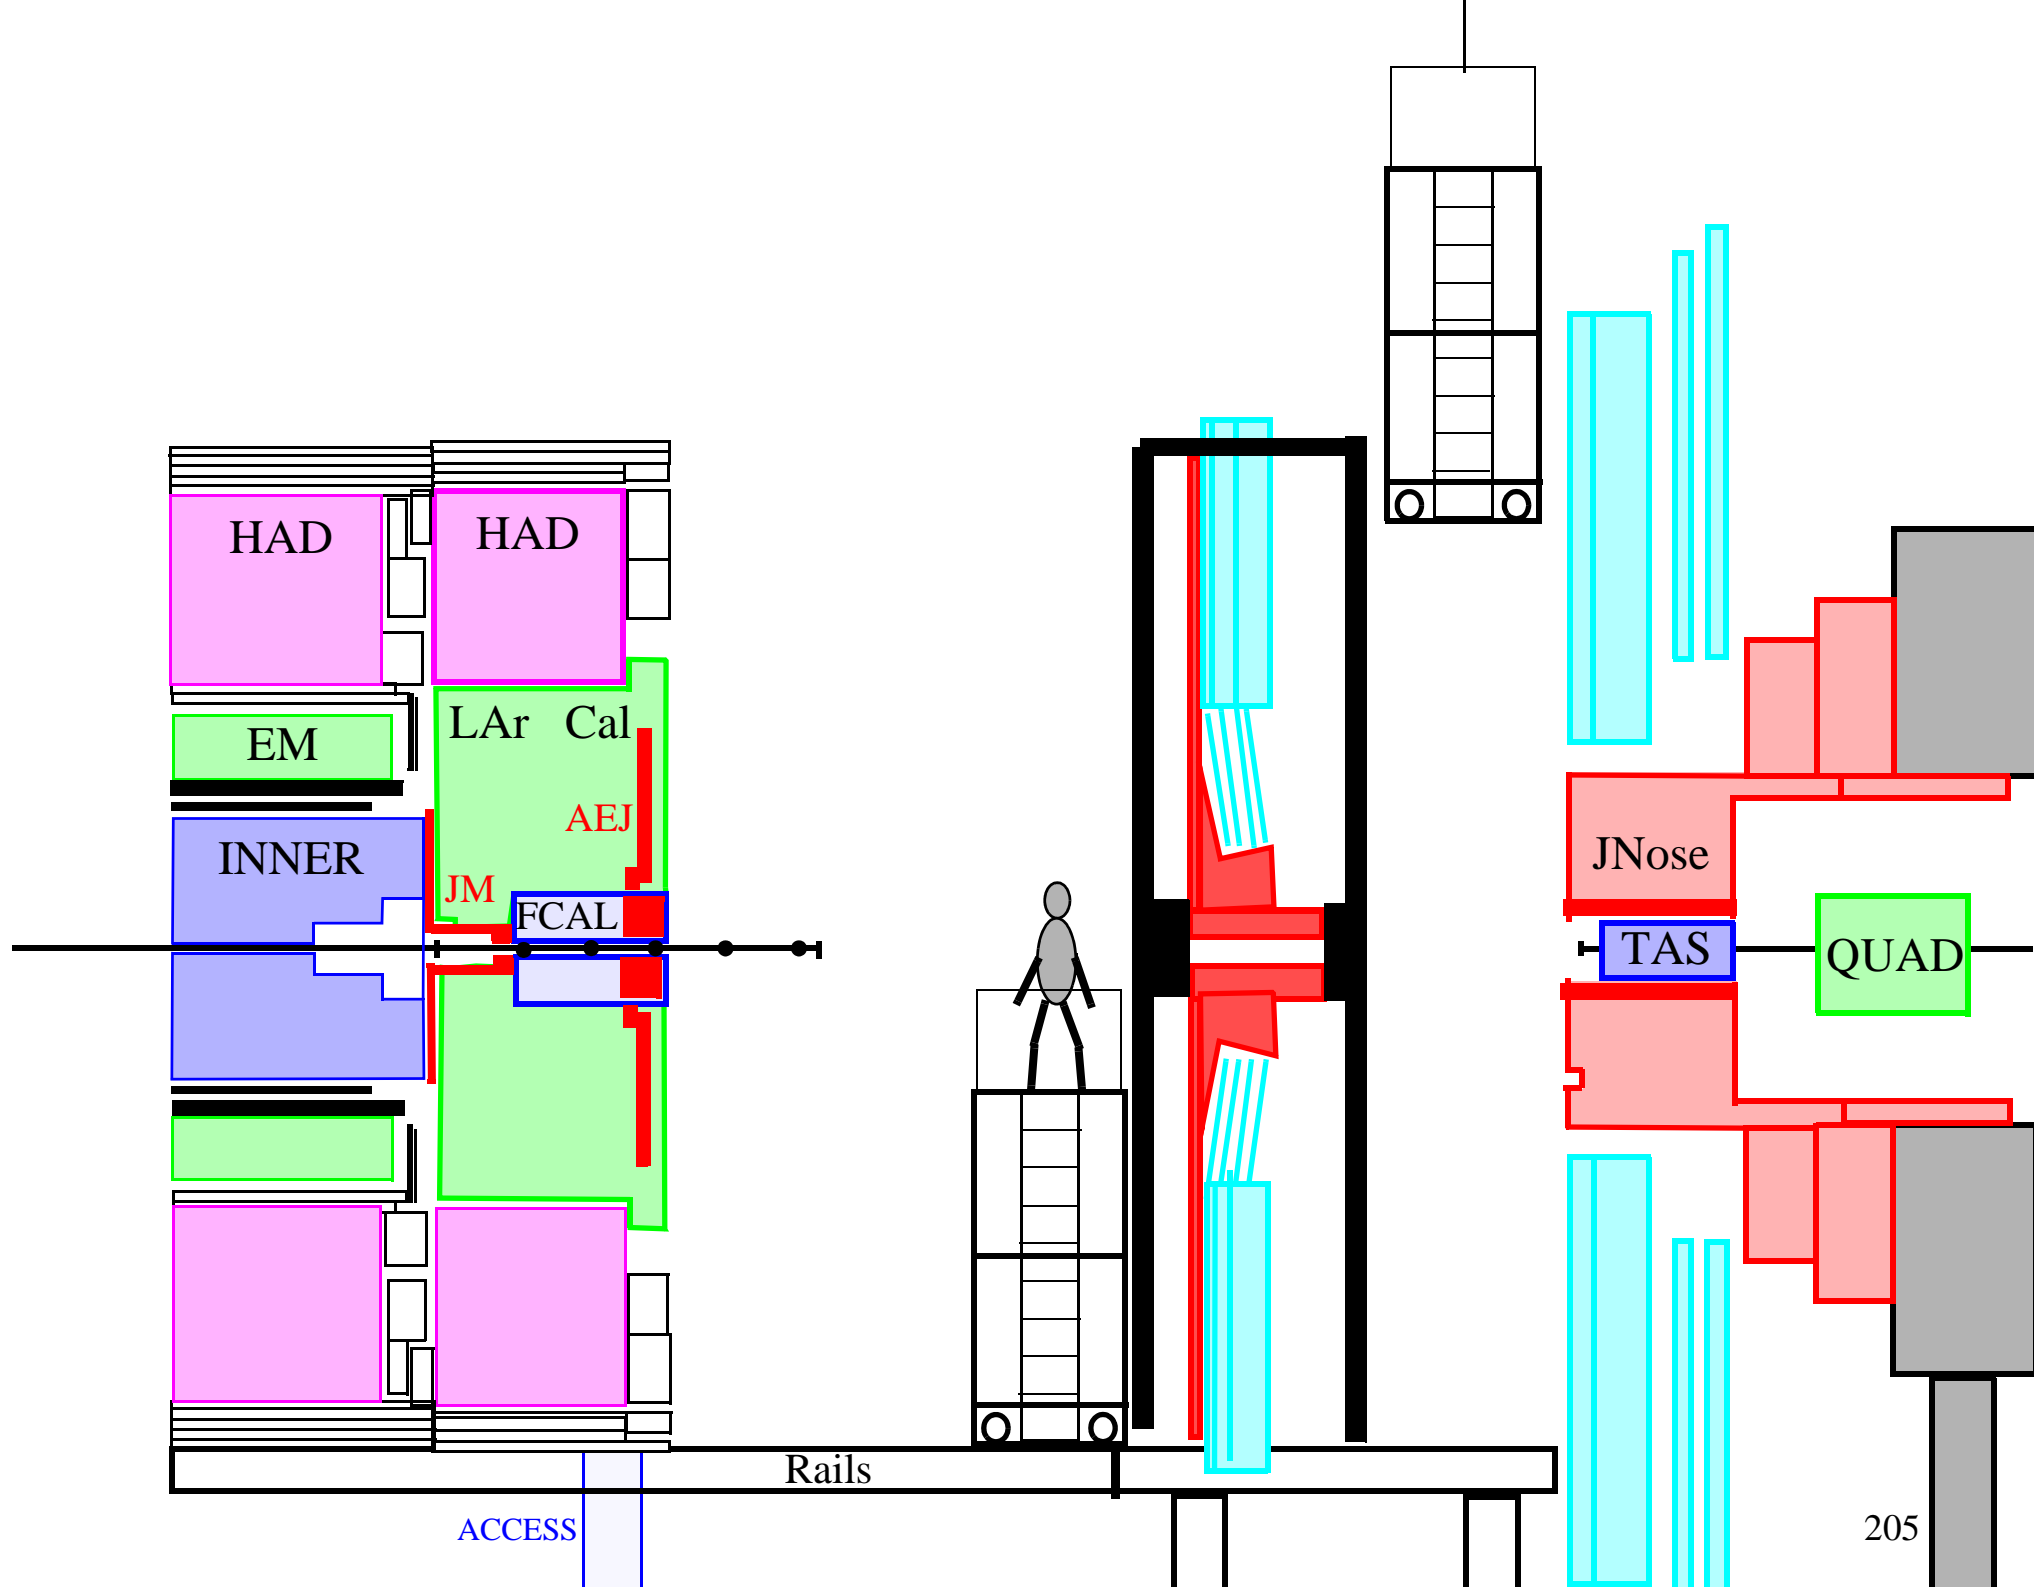 HAD
HAD
LAr Cal
EM
AEJ
INNER
JM
FCAL
JNose
TAS
QUAD
Rails
ACCESS
205